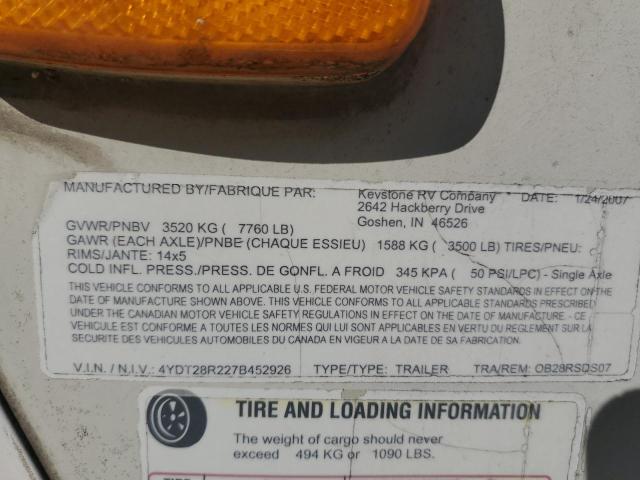 MANUFACTURED BY/FABRIQUE PAR: Keystone RV Company DATE: 1/24/2007
2642 Hackberry Drive
GVWR/PNBV 3520 KG ( 7760 LB) Goshen, IN 46526
GAWR (EACH AXLE)/PNBE (CHAQUE ESSIEU) 1588 KG ( 3500 LB) TIRES/PNEU:
RIMS/JANTE: 14x5
COLD INFL. PRESS./PRESS. DE GONFL. A FROID 345 KPA ( 50 PSI/LPC) - Single Axle
THIS VEHICLE CONFORMS TO ALL APPLICABLE U.S. FEDERAL MOTOR VEHICLE SAFETY STANDARDS IN EFFECT ON THE
DATE OF MANUFACTURE SHOWN ABOVE. THIS VEHICLE CONFORMS TO ALL APPLICABLE STANDARDS PRESCRIBED
UNDER THE CANADIAN MOTOR VEHICLE SAFETY REGULATIONS IN EFFECT ON THE DATE OF MANUFACTURE. - CE
VEHICULE EST CONFORME A TOUTES LES NORMES QUI LUI SONT APPLICABLES EN VERTU DU REGLEMENT SUR LA
SECURITE DES VEHICULES AUTOMOBILES DU CANADA EN VIGEUR A LA DATE DU SA FABRICATION.
V.I.N. / N.I.V.: 4YDT28R227B452926 TYPE/TYPE: TRAILER TRA/REM: OB28RSDS07
TIRE AND LOADING INFORMATION
The weight of cargo should never
exceed 494 KG or 1090 LBS.